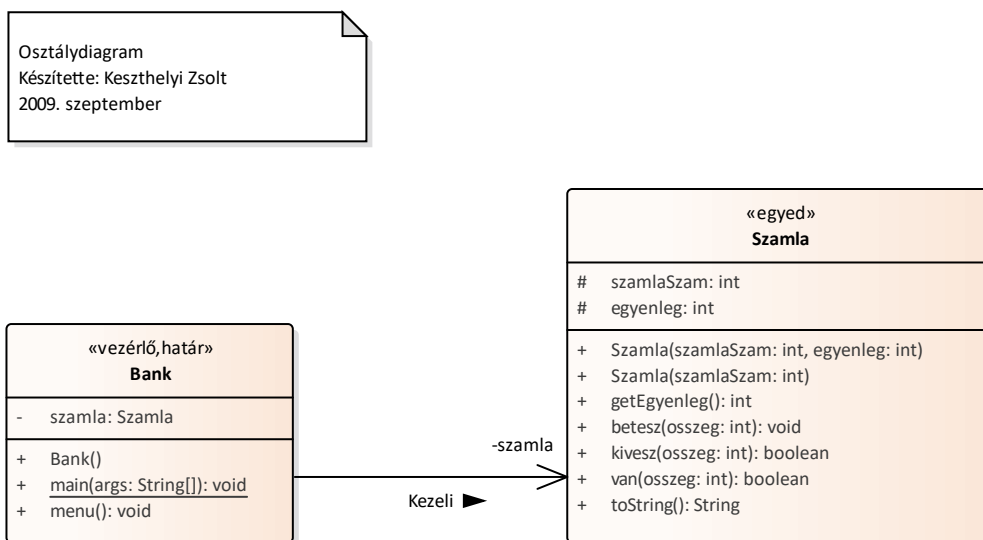 Osztálydiagram
Készítette: Keszthelyi Zsolt
2009. szeptember
«egyed»
Szamla
# szamlaSzam: int
# egyenleg: int
+ Szamla(szamlaSzam: int, egyenleg: int)
+ Szamla(szamlaSzam: int)
+ getEgyenleg(): int
+ betesz(osszeg: int): void
+ kivesz(osszeg: int): boolean
+ van(osszeg: int): boolean
+ toString(): String
«vezérlő,határ»
Bank
- szamla: Szamla
+ Bank()
+ main(args: String[]): void
+ menu(): void
-szamla
Kezeli